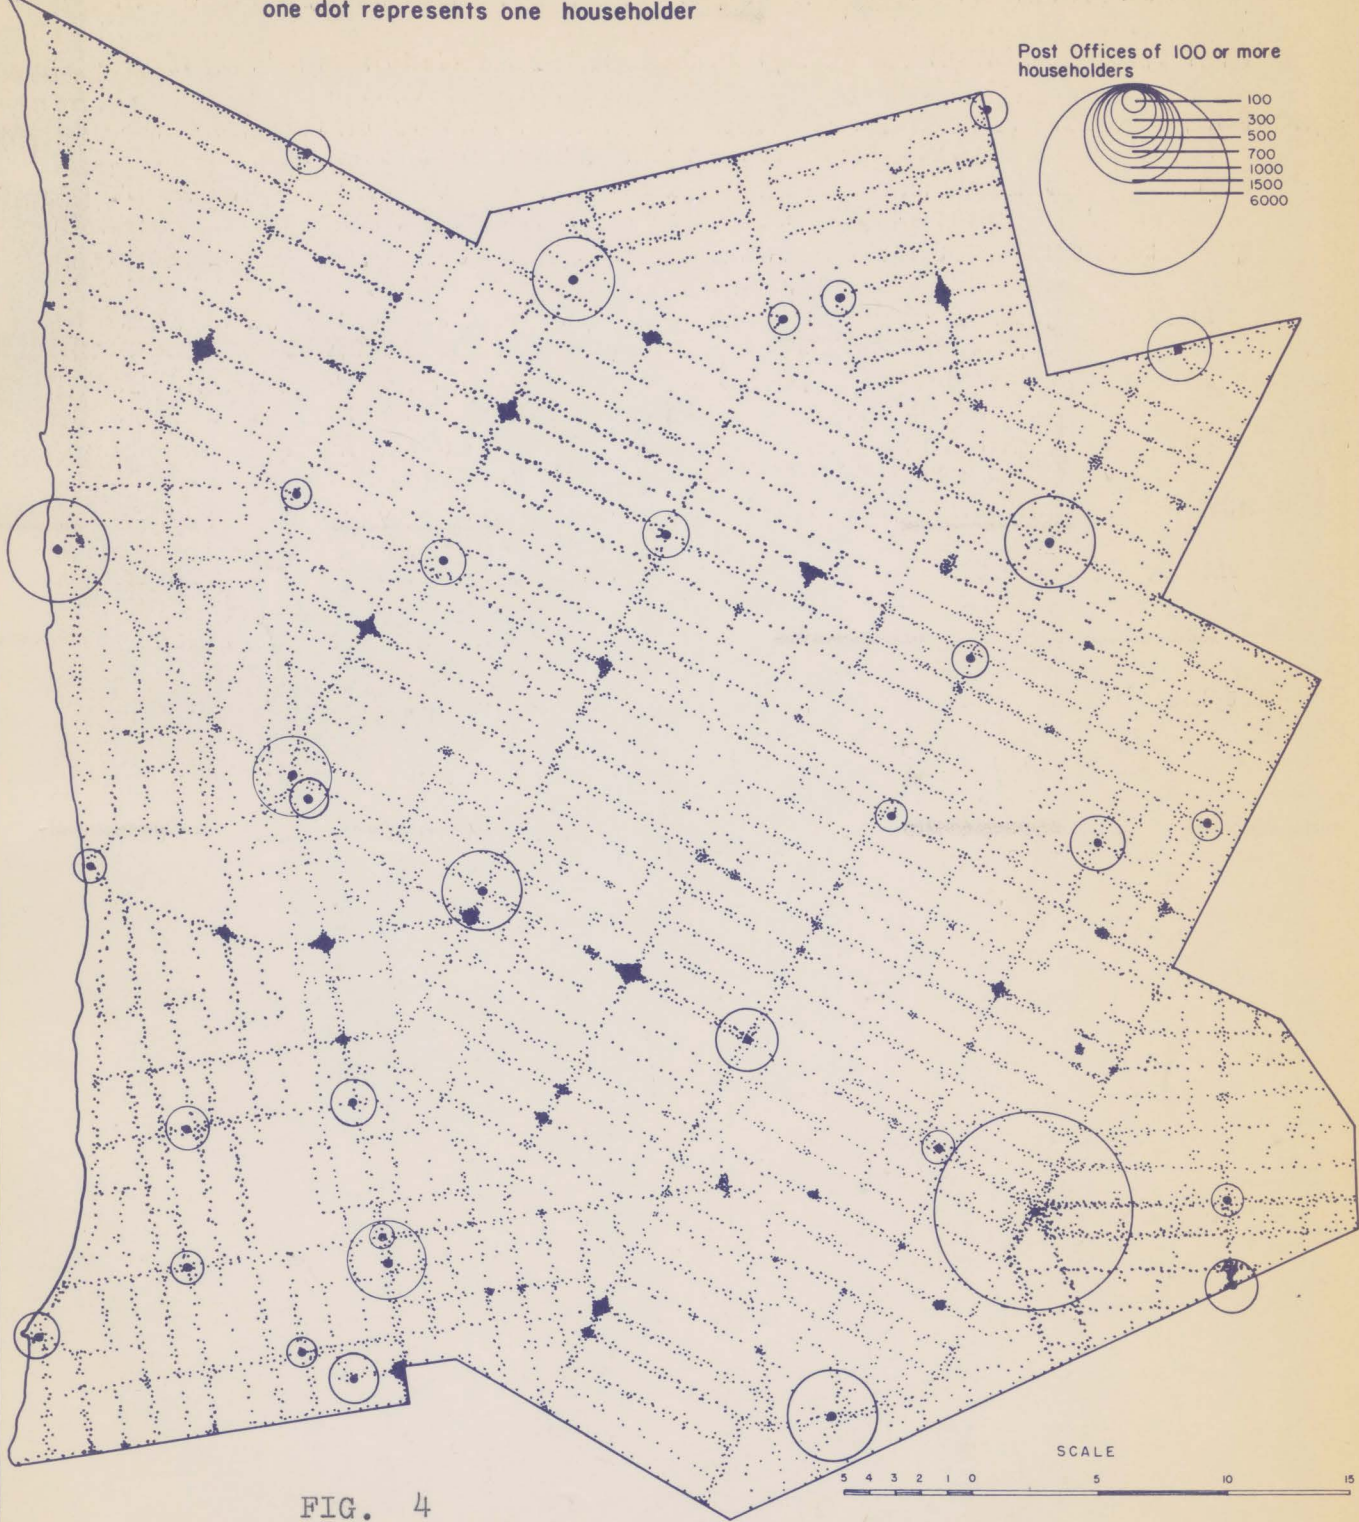 one dot represents one householder
Post Offices of 100 or more
householders
100
300
500
700
1000
1500
6000
SCALE
5 4 3 2 1 0 5 10 15
FIG. 4